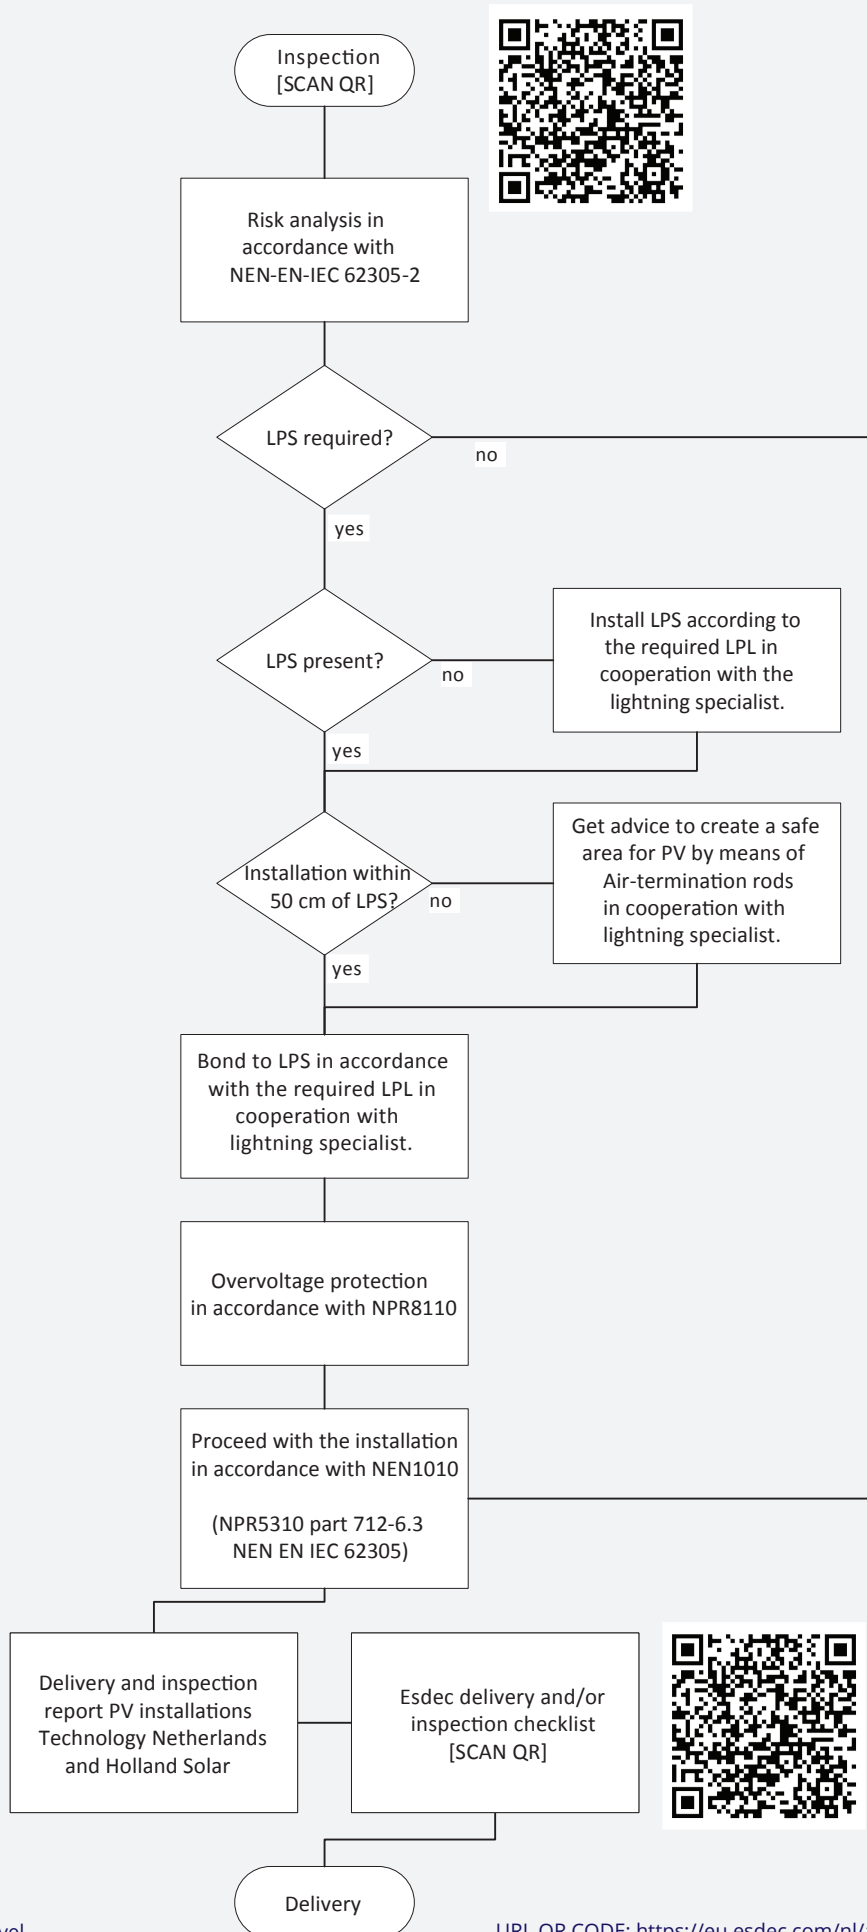 Inspection
[SCAN QR]
Risk analysis in
accordance with
NEN-EN-IEC 62305-2
LPS required?
no
yes
LPS present?
no
yes
Install LPS according to
the required LPL in
cooperation with the
lightning specialist.
Installation within
50 cm of LPS?
no
yes
Get advice to create a safe
area for PV by means of
Air-termination rods
in cooperation with
lightning specialist.
Bond to LPS in accordance
with the required LPL in
cooperation with
lightning specialist.
Overvoltage protection
in accordance with NPR8110
Proceed with the installation
in accordance with NEN1010
(NPR5310 part 712-6.3
NEN EN IEC 62305)
Delivery and inspection
report PV installations
Technology Netherlands
and Holland Solar
Esdec delivery and/or
inspection checklist
[SCAN QR]
Delivery